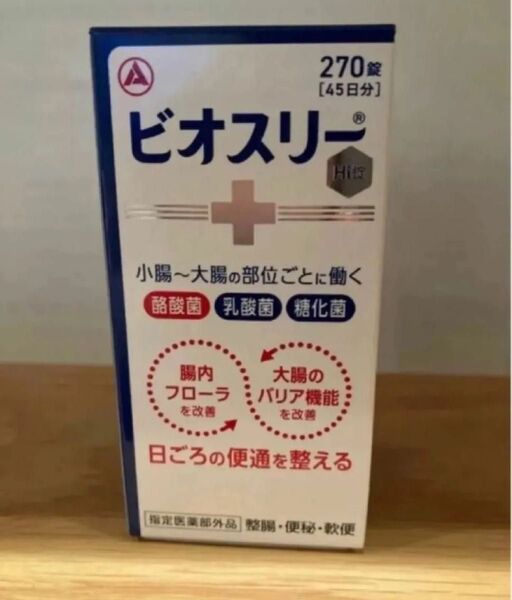 270錠
[45日分]
ビオスリー®
Hi錠
小腸～大腸の部位ごとに働く
酪酸菌 乳酸菌 糖化菌
腸内
フローラ
を改善
大腸の
バリア機能
を改善
日ごろの便通を整える
指定医薬部外品 整腸・便秘・軟便